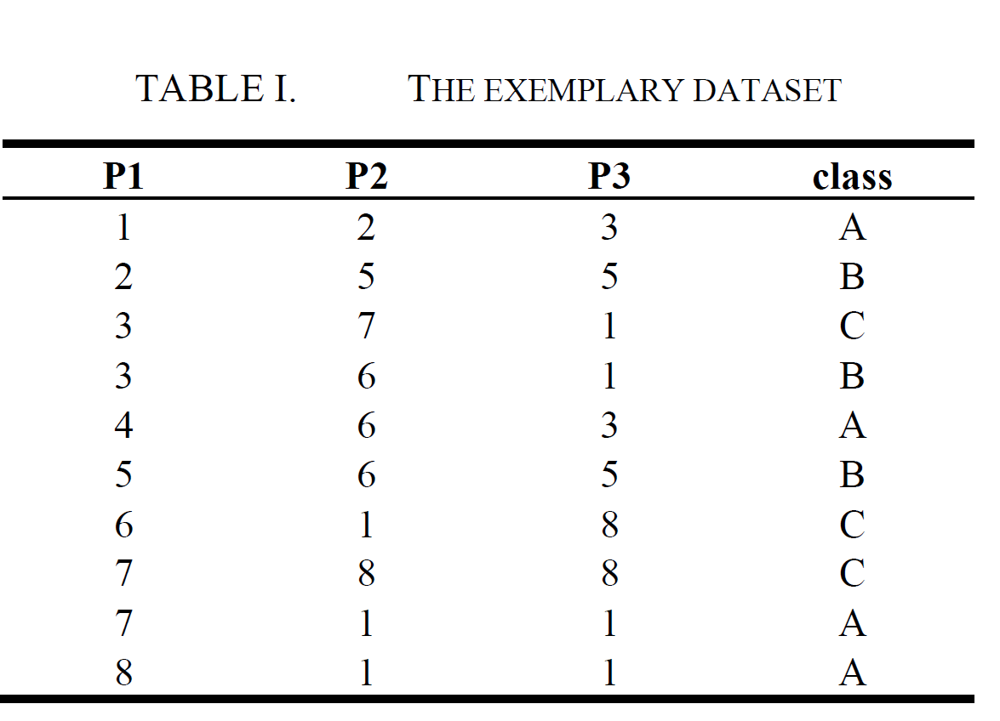 TABLE I. THE EXEMPLARY DATASET
P1 P2 P3 class
1 2 3 A
2 5 5 B
3 7 1 C
3 6 1 B
4 6 3 A
5 6 5 B
6 1 8 C
7 8 8 C
7 1 1 A
8 1 1 A